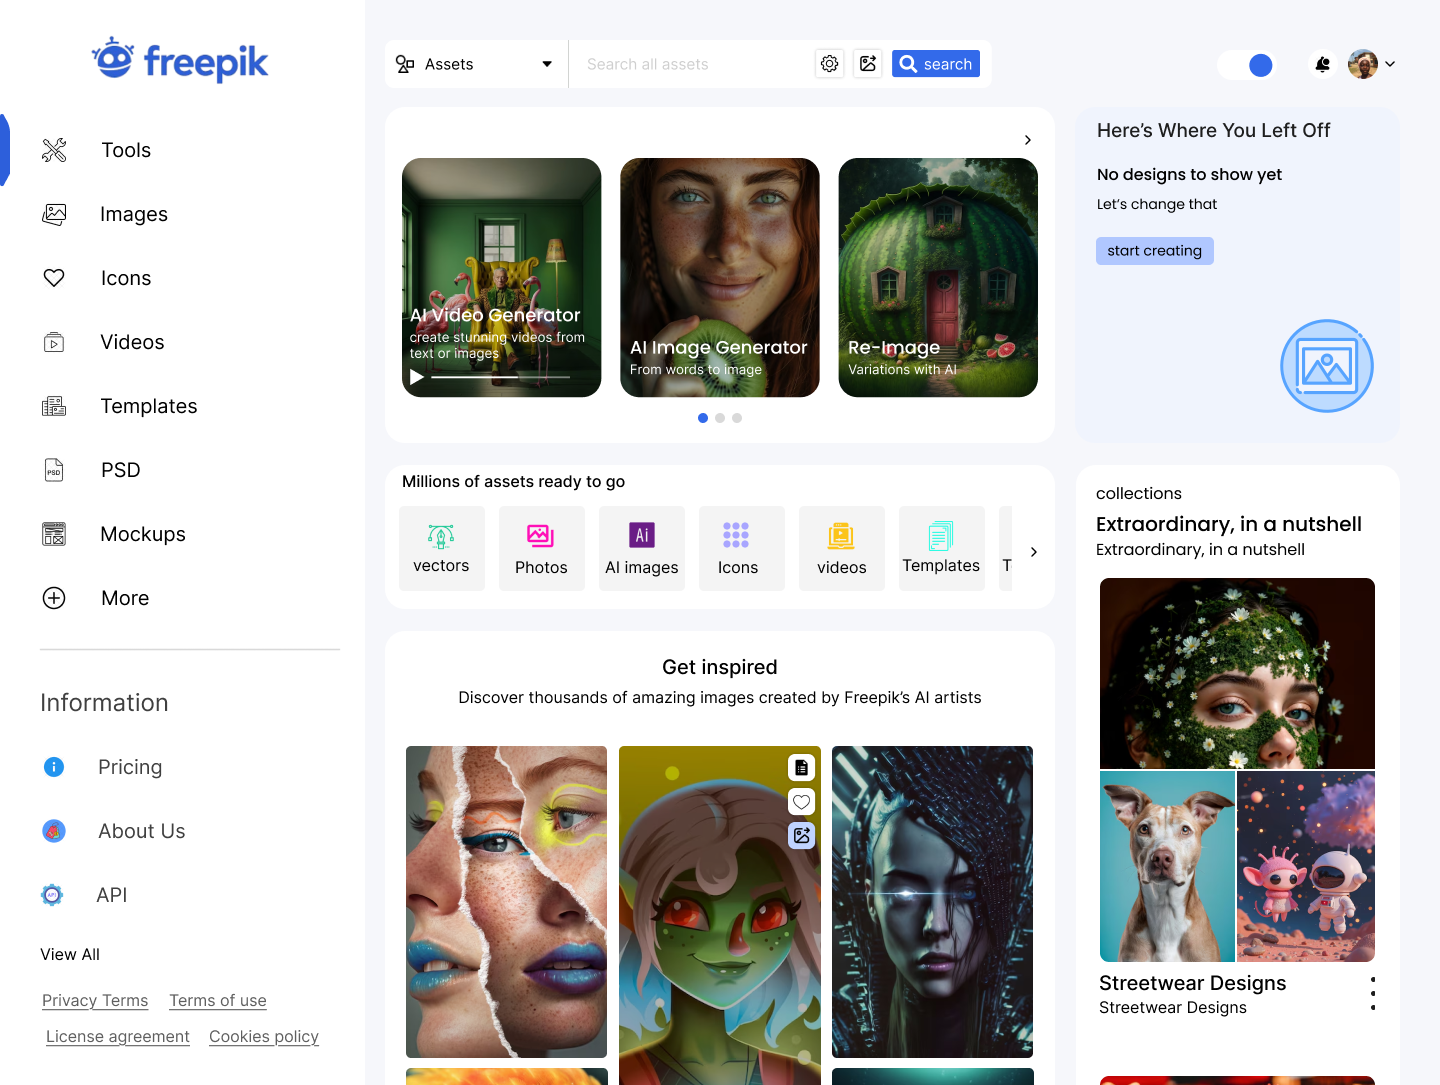 freepik
Tools
Images
Icons
Videos
Templates
PSD
PSD
Mockups
More
Information
Pricing
About Us
API
API
View All
Privacy Terms
Terms of use
License agreement
Cookies policy
Assets
Search all assets
search
AI Video Generator
create stunning videos from
text or images
AI Image Generator
From words to image
Re-Image
Variations with AI
Millions of assets ready to go
vectors
Photos
Ai
AI images
Icons
videos
Templates
T
Get inspired
Discover thousands of amazing images created by Freepik’s AI artists
Here’s Where You Left Off
No designs to show yet
Let’s change that
start creating
collections
Extraordinary, in a nutshell
Extraordinary, in a nutshell
Streetwear Designs
Streetwear Designs